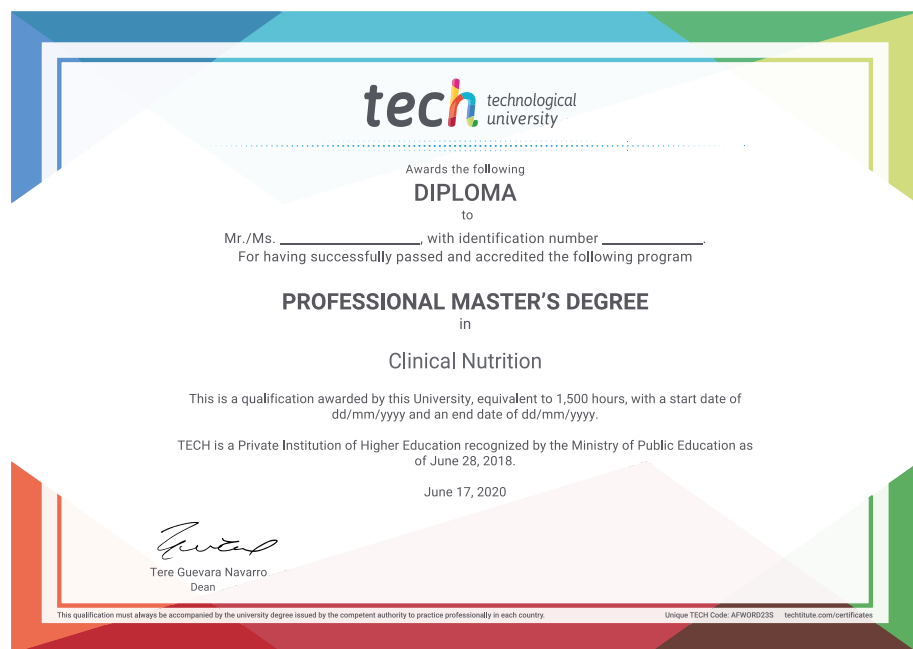 tech technological
university
Awards the following
DIPLOMA
to
Mr./Ms. ____________________, with identification number ______________.
For having successfully passed and accredited the following program
PROFESSIONAL MASTER'S DEGREE
in
Clinical Nutrition
This is a qualification awarded by this University, equivalent to 1,500 hours, with a start date of
dd/mm/yyyy and an end date of dd/mm/yyyy.
TECH is a Private Institution of Higher Education recognized by the Ministry of Public Education as
of June 28, 2018.
June 17, 2020
Tere Guevara Navarro
Dean
This qualification must always be accompanied by the university degree issued by the competent authority to practice professionally in each country.
Unique TECH Code: AFWORD23S techtitute.com/certificates